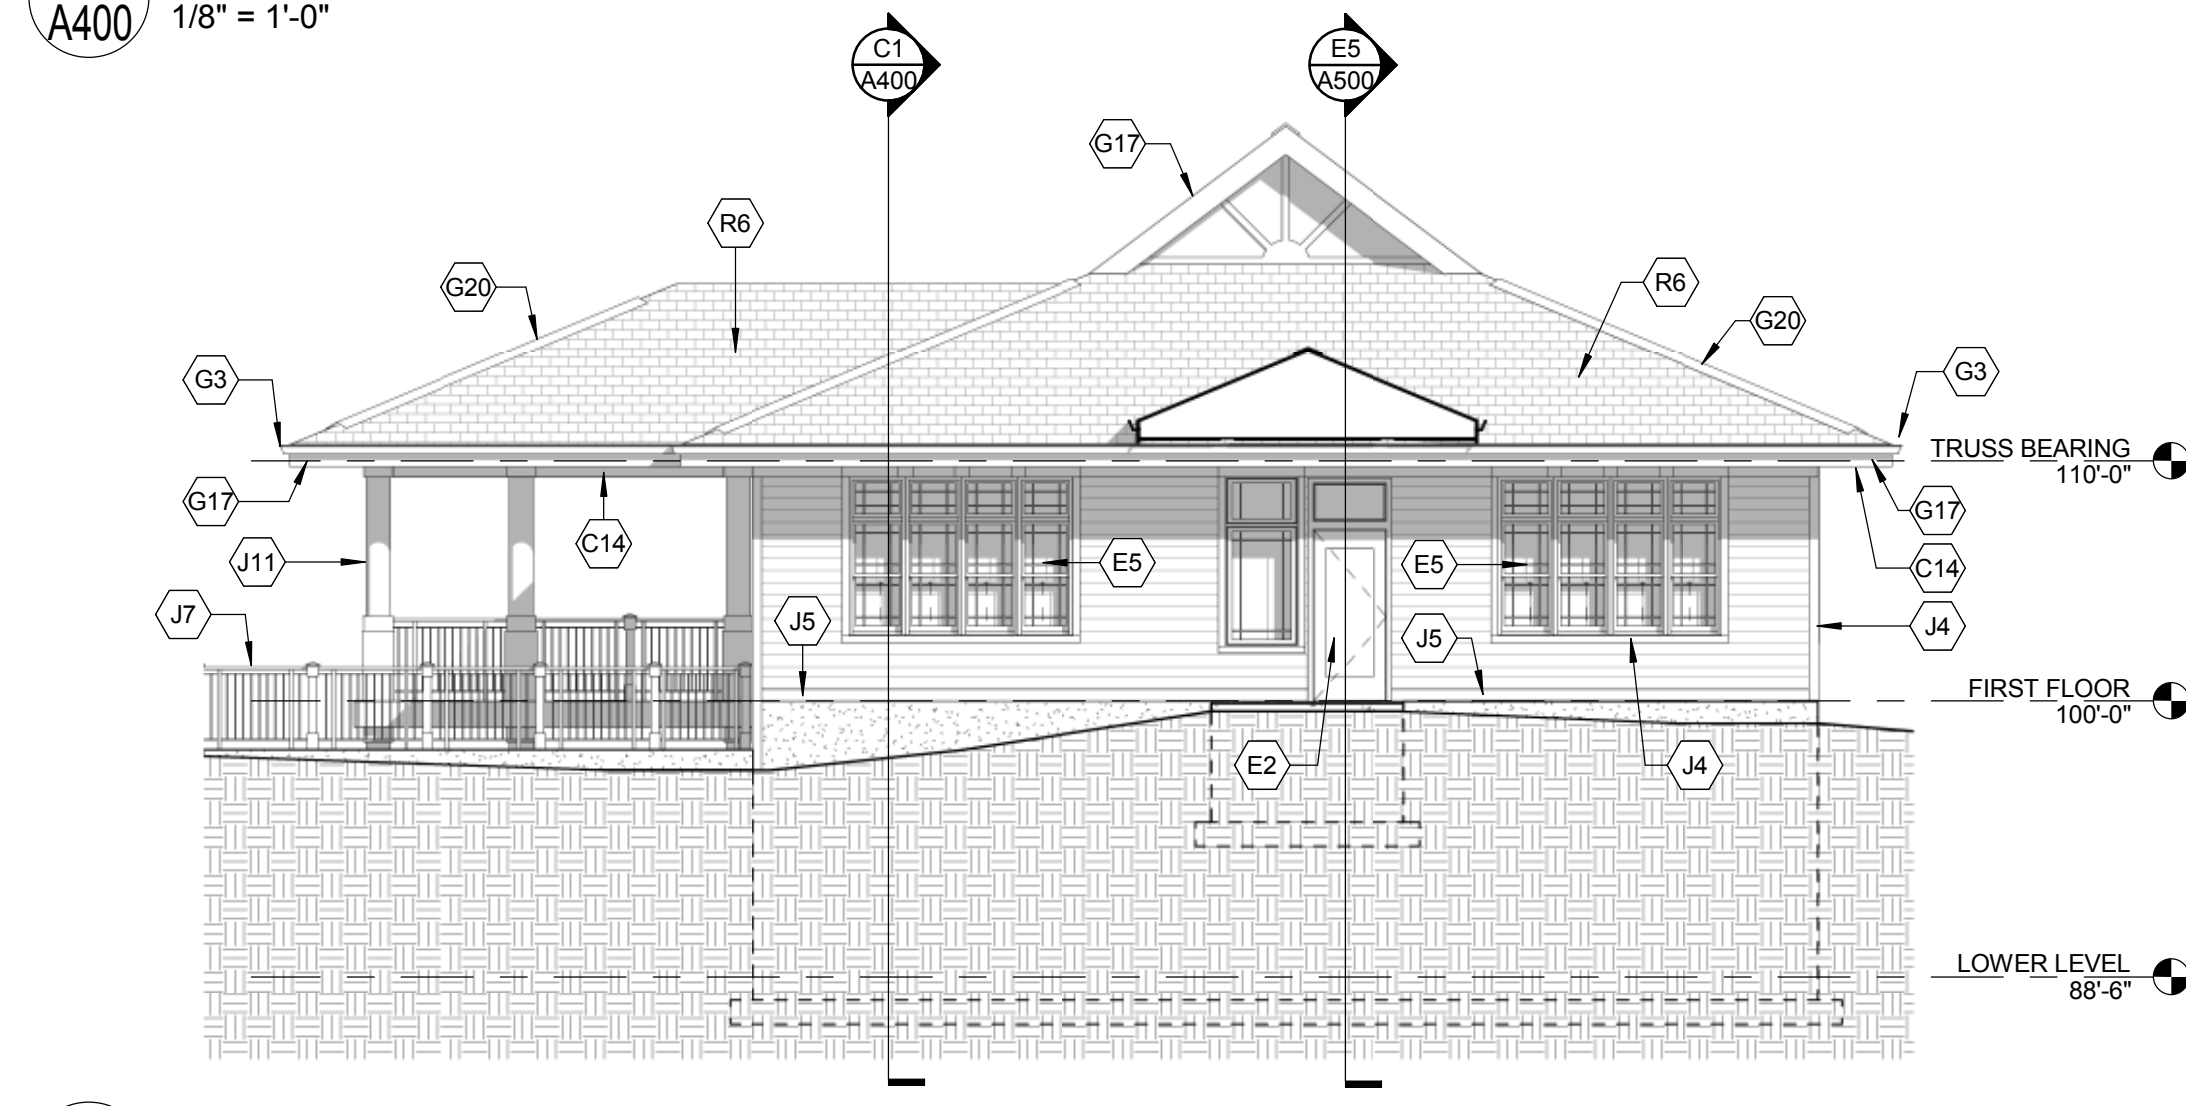 A400
1/8" = 1'-0"
C1
A400
E5
A500
G17
R6
G20
R6
G20
G3
G3
TRUSS BEARING
110'-0"
G17
G17
C14
J11
E5
E5
C14
J7
J5
J5
J4
FIRST FLOOR
100'-0"
E2
J4
LOWER LEVEL
88'-6"